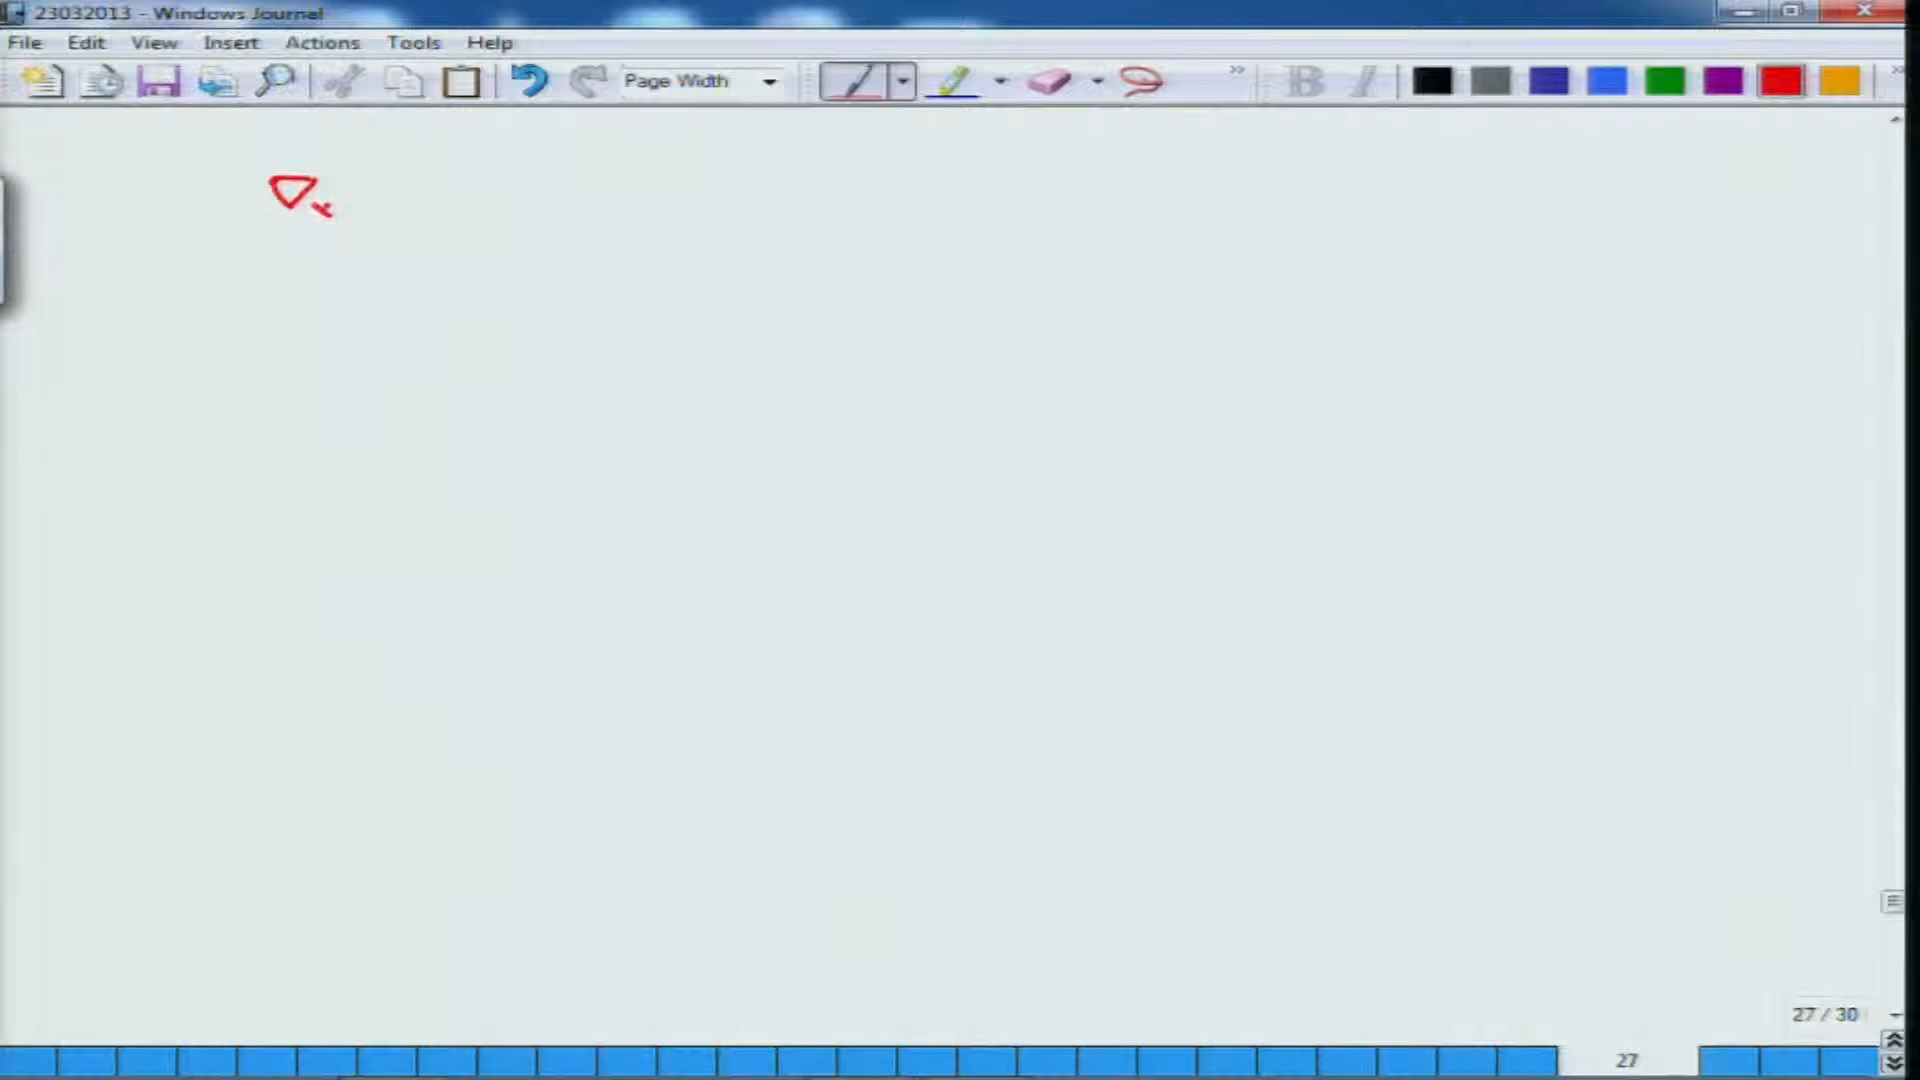 23032013 - Windows Journal
File Edit View Insert Actions Tools Help
Page Width
B I
∇x
27 / 30
27